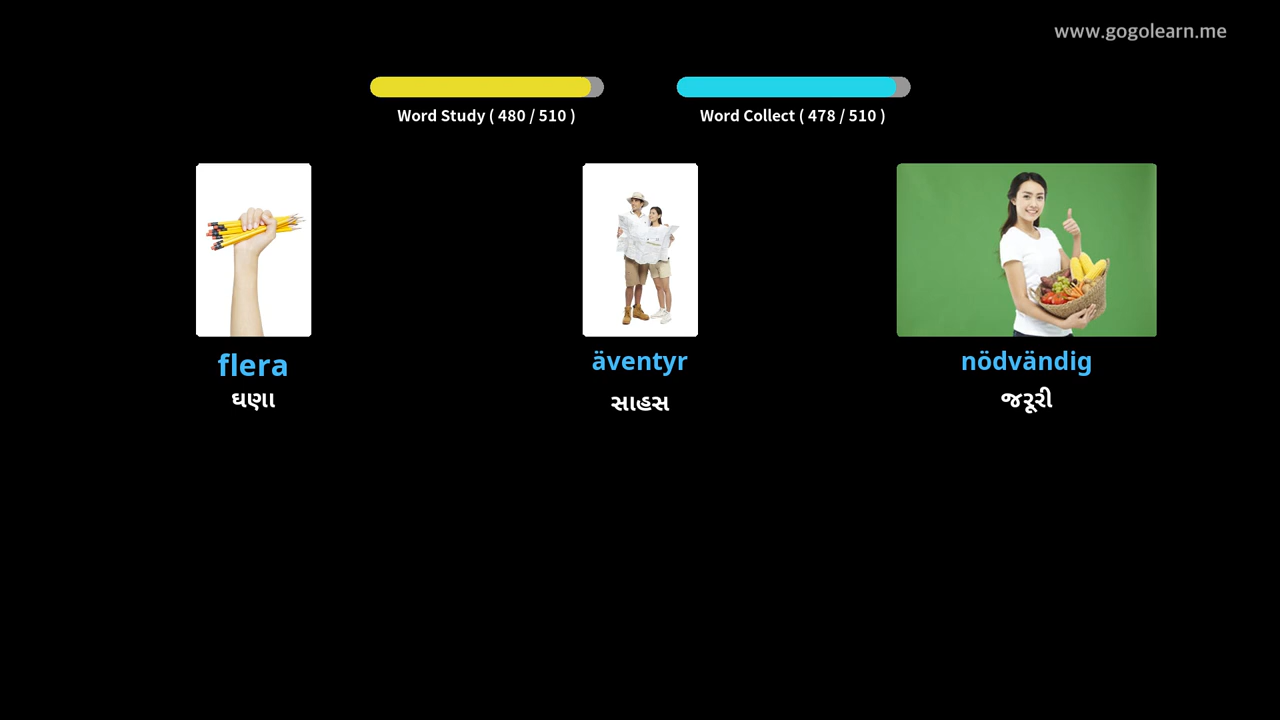 www.gogolearn.me
Word Study ( 480 / 510 )
Word Collect ( 478 / 510 )
flera
ઘણા
äventyr
સાહસ
nödvändig
જરૂરી